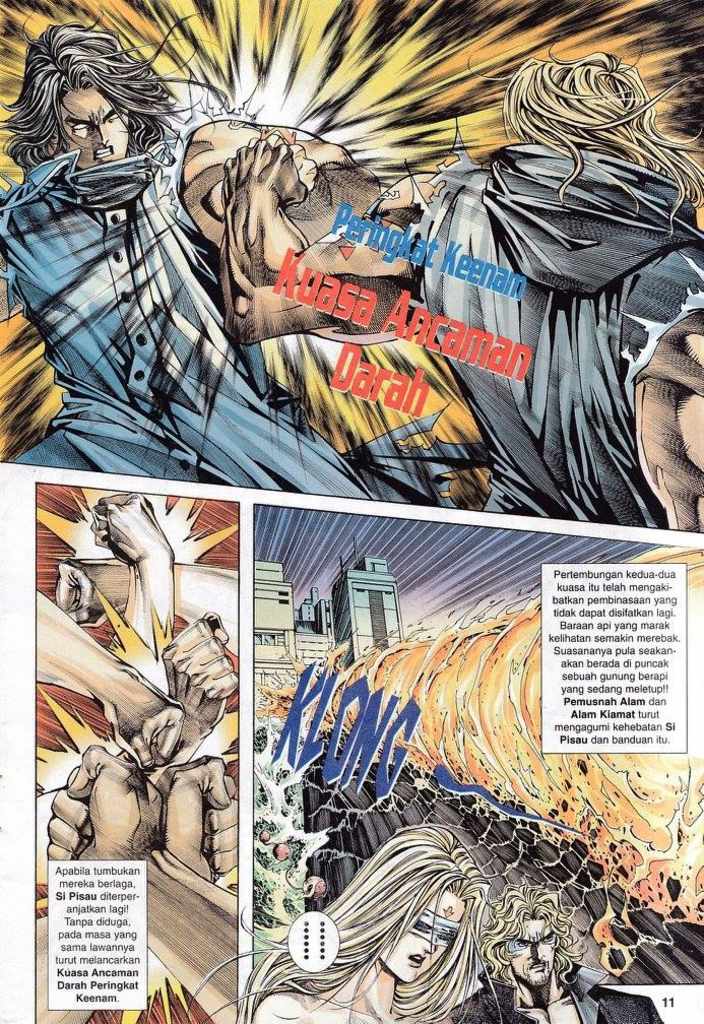 Peringkat Keenam
Kuasa Ancaman
Darah
Pertembungan kedua-dua
kuasa itu telah mengaki-
batkan pembinasaan yang
tidak dapat disifatkan lagi.
Baraan api yang
kelihatan semakin merebak.
Suasananya pula seakan-
akan berada di puncak
sebuah gunung berapi
yang sedang meletup!!
Pemusnah Alam dan
Alam Kiamat turut
mengagumi kehebatan Si
Pisau dan banduan itu.
KLONG
Apabila tumbukan
mereka berlaga,
Si Pisau diterper-
anjatkan lagi!
Tanpa diduga,
pada masa yang
sama lawannya
turut melancarkan
Kuasa Ancaman
Darah Peringkat
Keenam.
!!
11